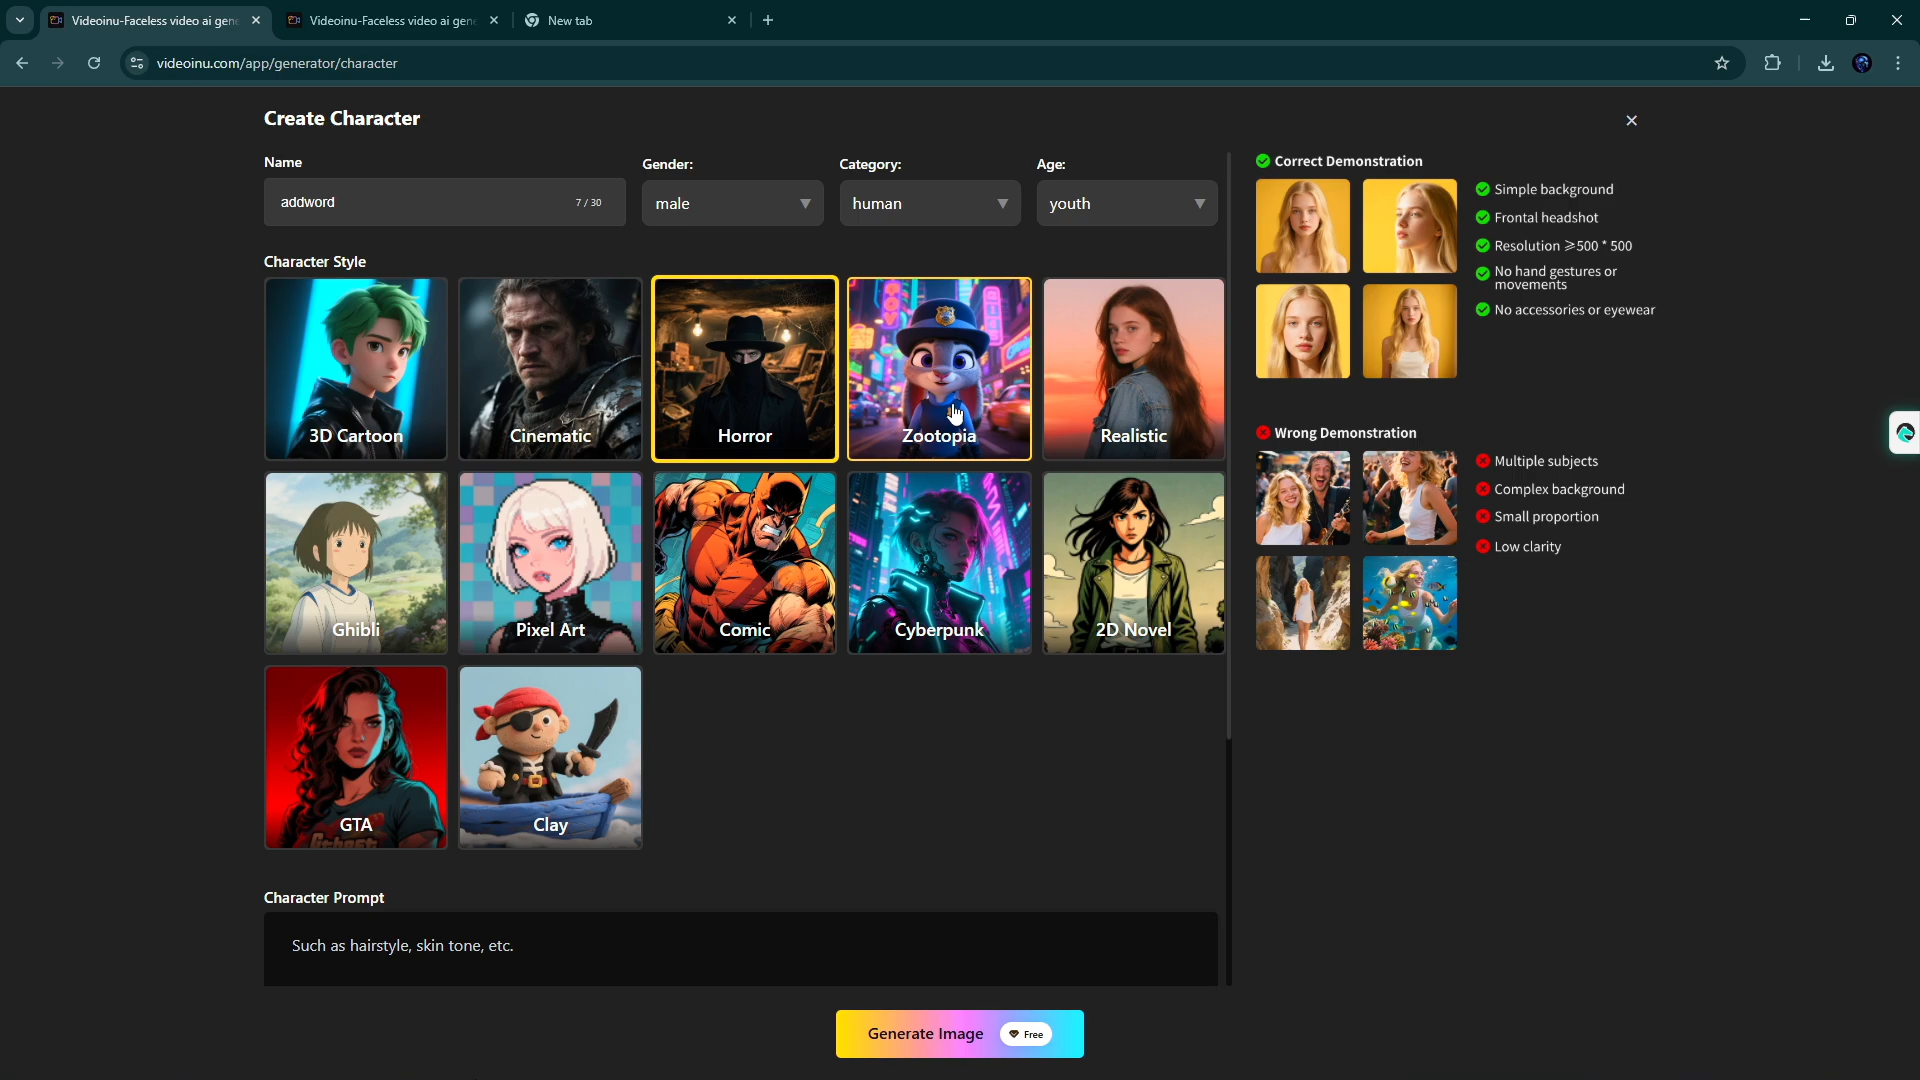 Videoinu-Faceless video ai gene
Videoinu-Faceless video ai gene
New tab
videoinu.com/app/generator/character
Create Character
Name
Gender:
Category:
Age:
addword
7 / 30
male
human
youth
Character Style
3D Cartoon
Cinematic
Horror
Zootopia
Realistic
Ghibli
Pixel Art
Comic
Cyberpunk
2D Novel
GTA
Clay
Character Prompt
Such as hairstyle, skin tone, etc.
Generate Image
Free
Correct Demonstration
Simple background
Frontal headshot
Resolution ≥500 * 500
No hand gestures or
movements
No accessories or eyewear
Wrong Demonstration
Multiple subjects
Complex background
Small proportion
Low clarity